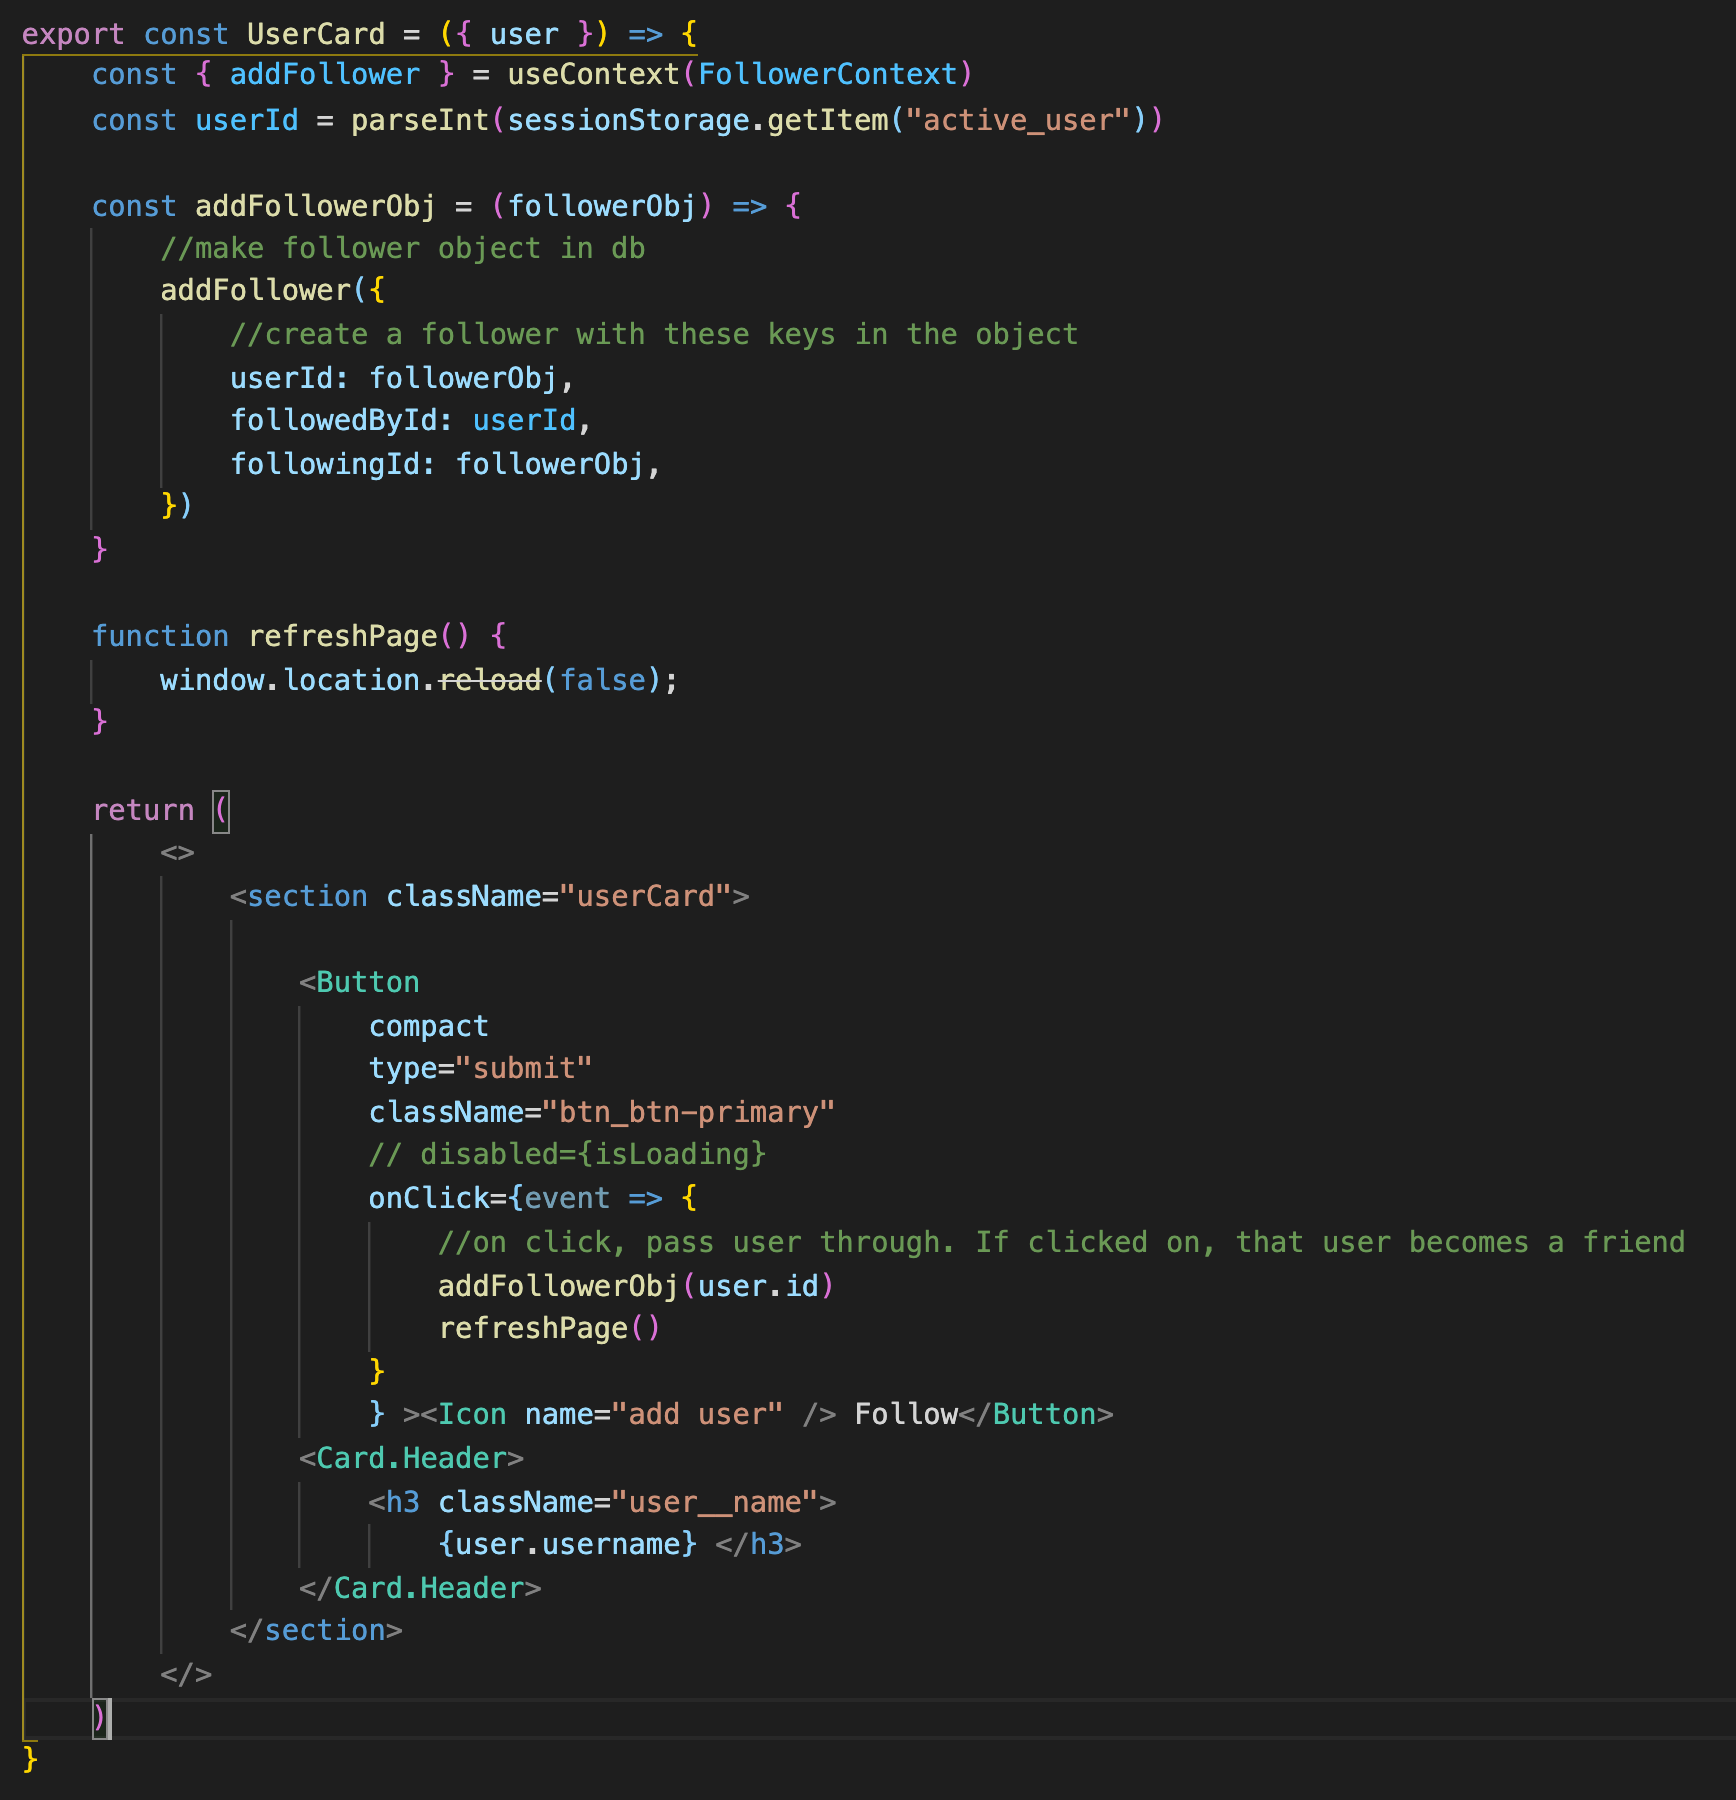 export const UserCard = ({ user }) => {
    const { addFollower } = useContext(FollowerContext)
    const userId = parseInt(sessionStorage.getItem("active_user"))

    const addFollowerObj = (followerObj) => {
        //make follower object in db
        addFollower({
            //create a follower with these keys in the object
            userId: followerObj,
            followedById: userId,
            followingId: followerObj,
        })
    }

    function refreshPage() {
        window.location.reload(false);
    }

    return (
        <>
            <section className="userCard">

                <Button
                    compact
                    type="submit"
                    className="btn_btn-primary"
                    // disabled={isLoading}
                    onClick={event => {
                        //on click, pass user through. If clicked on, that user becomes a friend
                        addFollowerObj(user.id)
                        refreshPage()
                    }
                    } ><Icon name="add user" /> Follow</Button>
                <Card.Header>
                    <h3 className="user__name">
                        {user.username} </h3>
                </Card.Header>
            </section>
        </>
    )
}